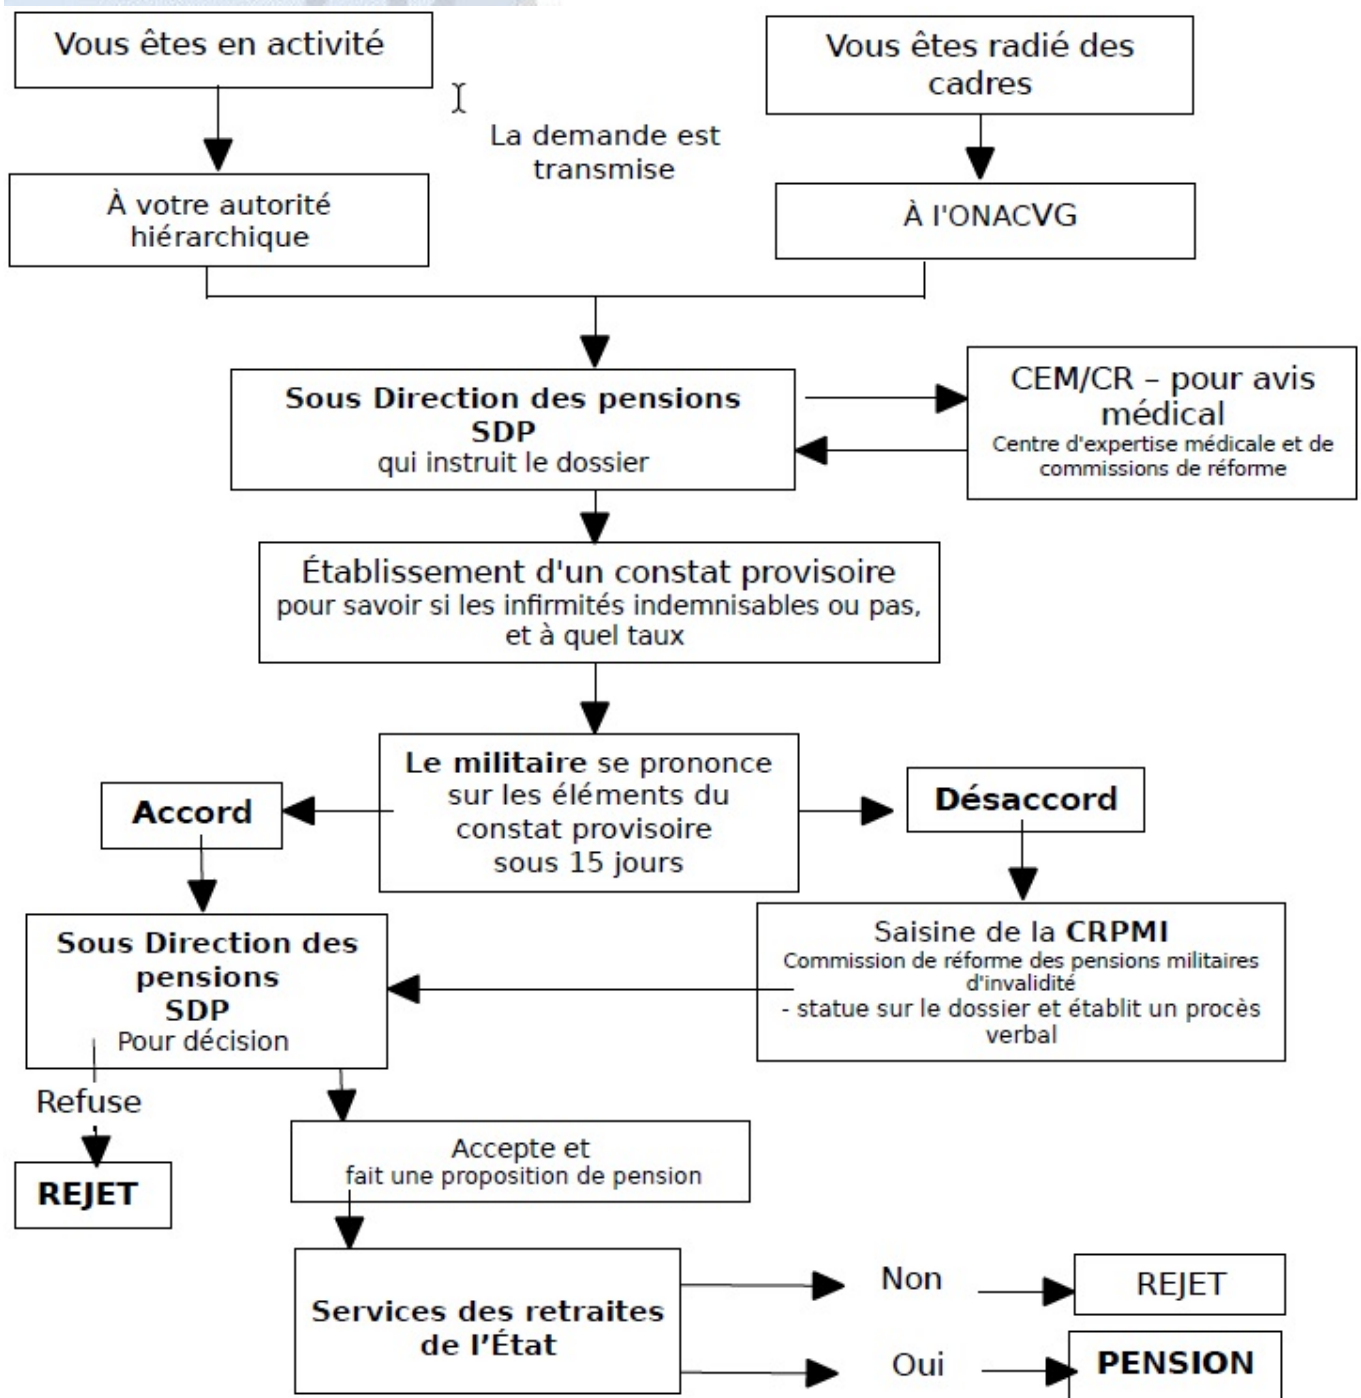 Vous êtes en activité
Vous êtes radié des
cadres
La demande est
transmise
À votre autorité
hiérarchique
À l'ONACVG
Sous Direction des pensions
SDP
qui instruit le dossier
CEM/CR – pour avis
médical
Centre d'expertise médicale et de
commissions de réforme
Établissement d'un constat provisoire
pour savoir si les infirmités indemnisables ou pas,
et à quel taux
Le militaire se prononce
sur les éléments du
constat provisoire
sous 15 jours
Accord
Désaccord
Sous Direction des
pensions
SDP
Pour décision
Saisine de la CRPMI
Commission de réforme des pensions militaires
d'invalidité
- statue sur le dossier et établit un procès
verbal
Refuse
REJET
Accepte et
fait une proposition de pension
Services des retraites
de l’État
Non
REJET
Oui
PENSION